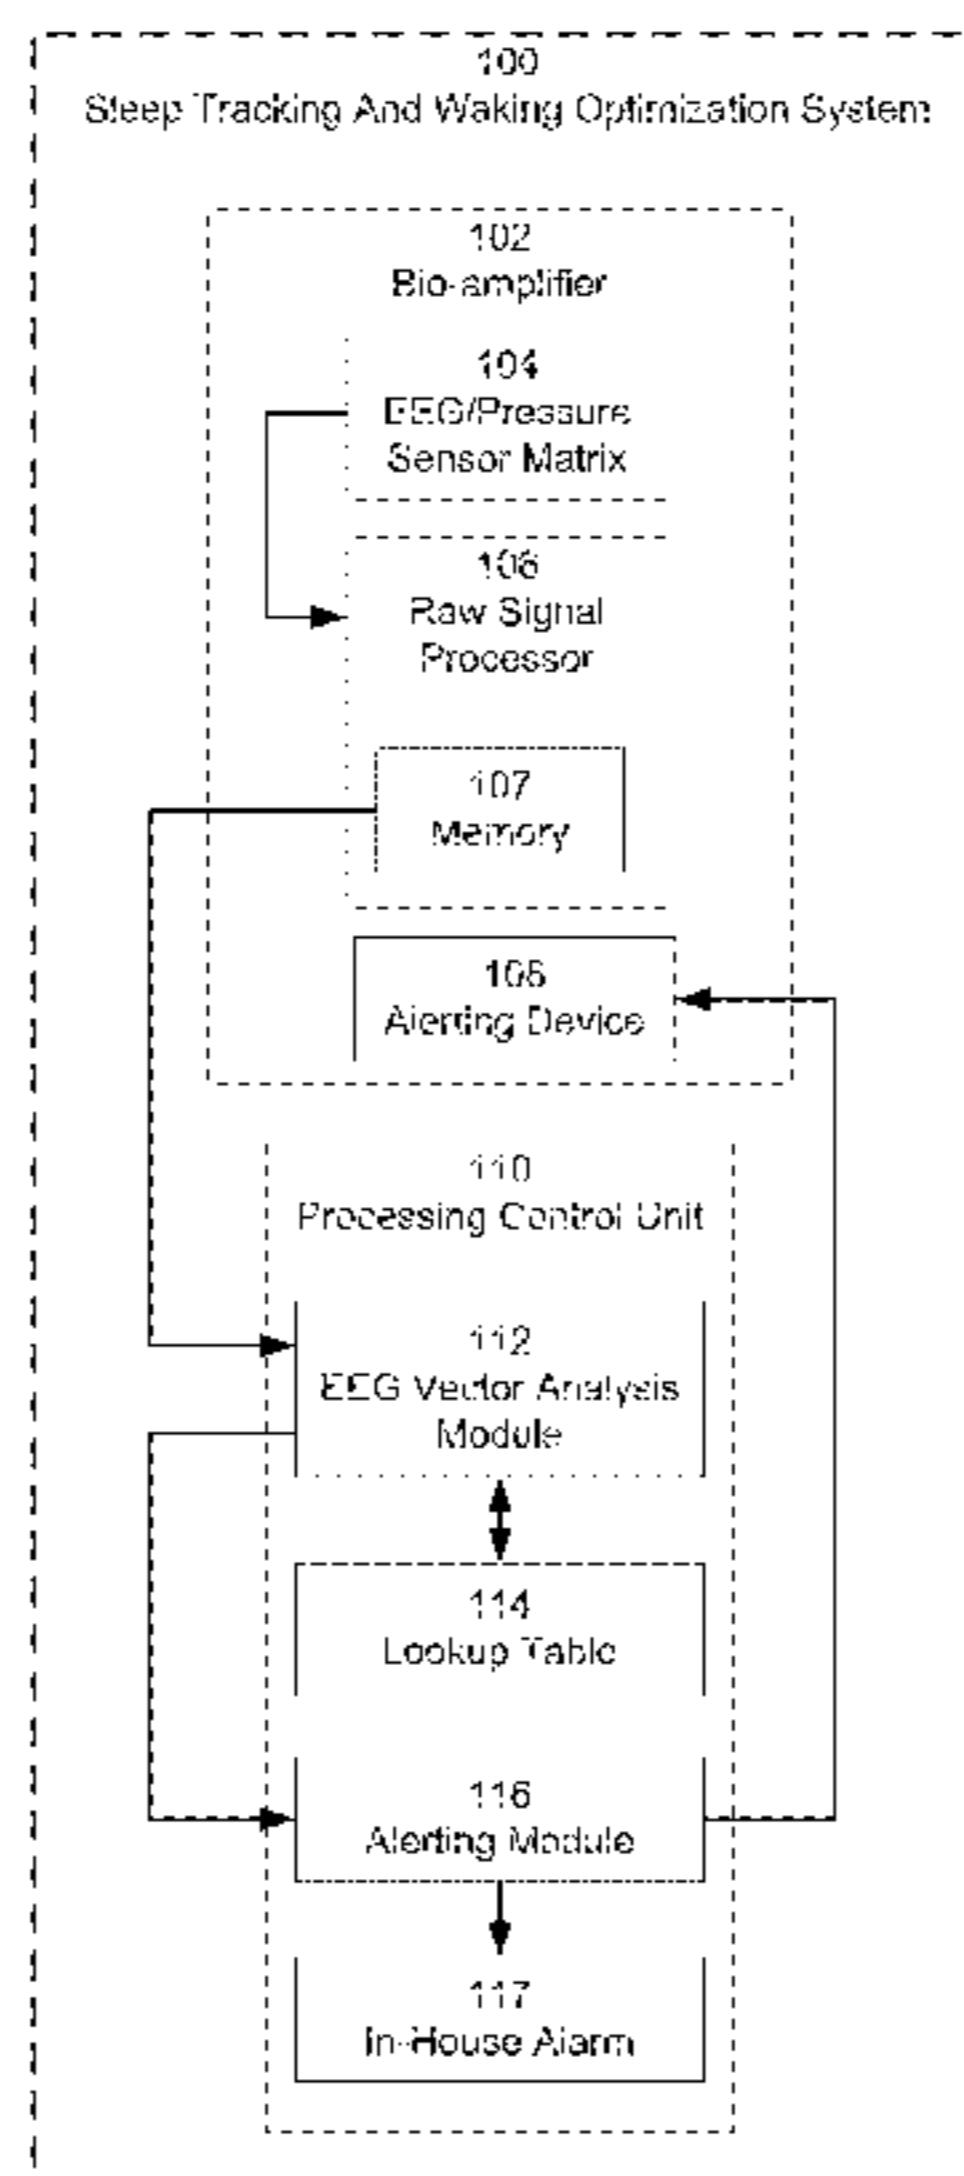 100
Sleep Tracking And Waking Optimization System
102
Bio-amplifier
104
EEG/Pressure
Sensor Matrix
106
Raw Signal
Processor
107
Memory
108
Alerting Device
110
Processing Control Unit
112
EEG Vector Analysis
Module
114
Lookup Table
116
Alerting Module
117
In-House Alarm